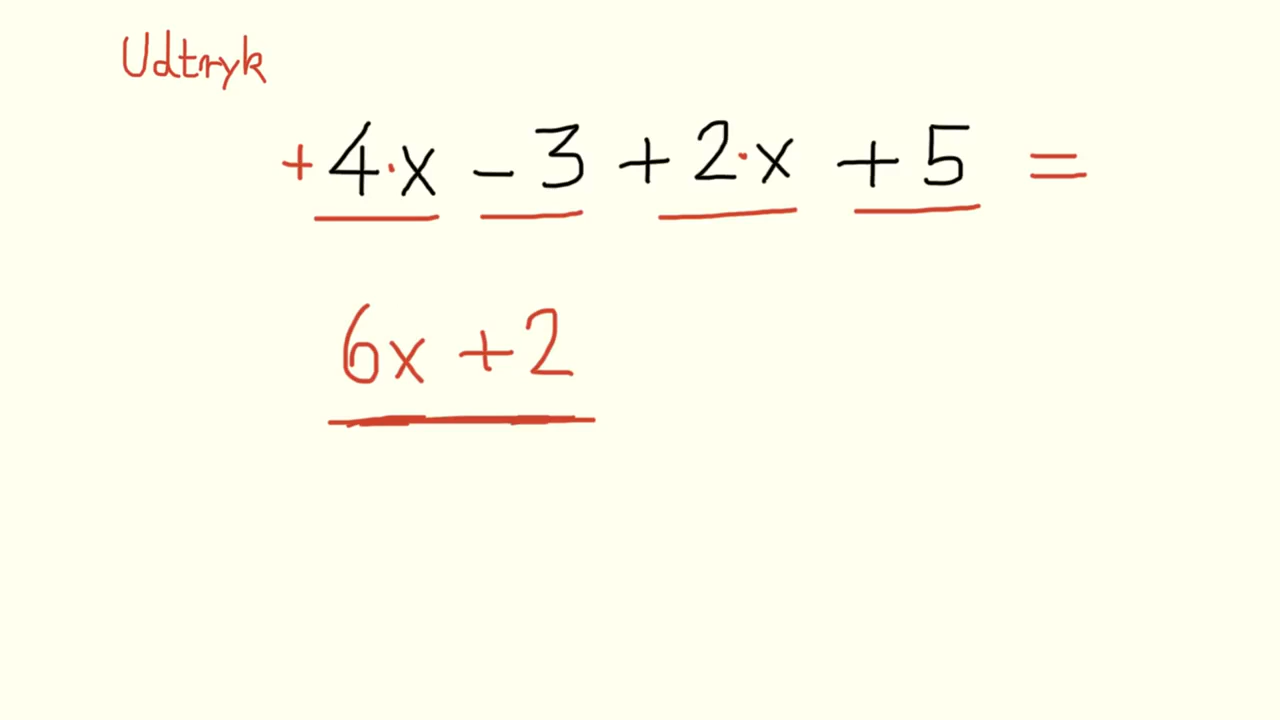 Udtryk
+4·x - 3 + 2·x + 5 =
6x + 2